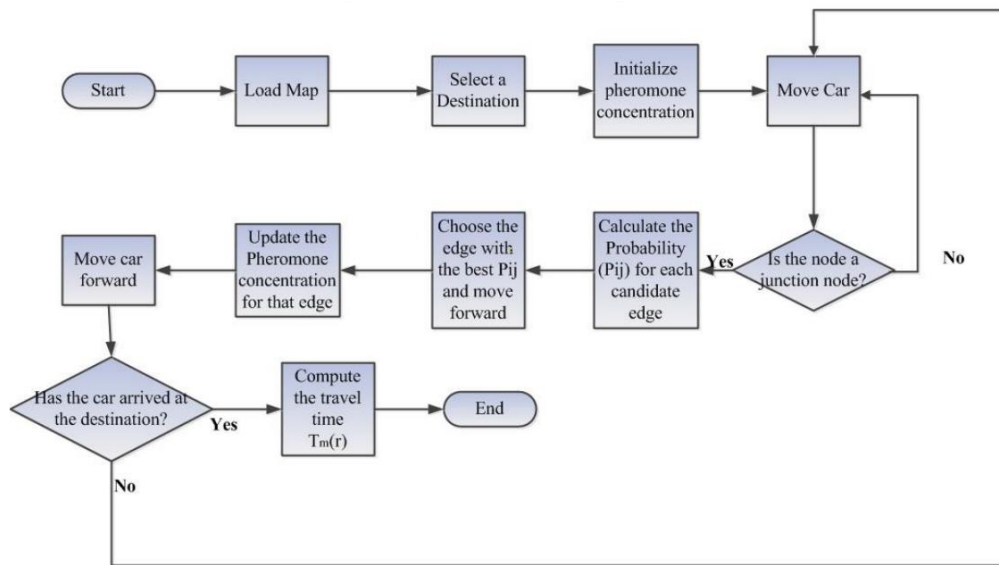 Start
Load Map
Select a
Destination
Initialize
pheromone
concentration
Move Car
Is the node a
junction node?
Yes
No
Calculate the
Probability
(Pij) for each
candidate
edge
Choose the
edge with
the best Pij
and move
forward
Update the
Pheromone
concentration
for that edge
Move car
forward
Has the car arrived at
the destination?
Yes
No
Compute
the travel
time
Tm(r)
End